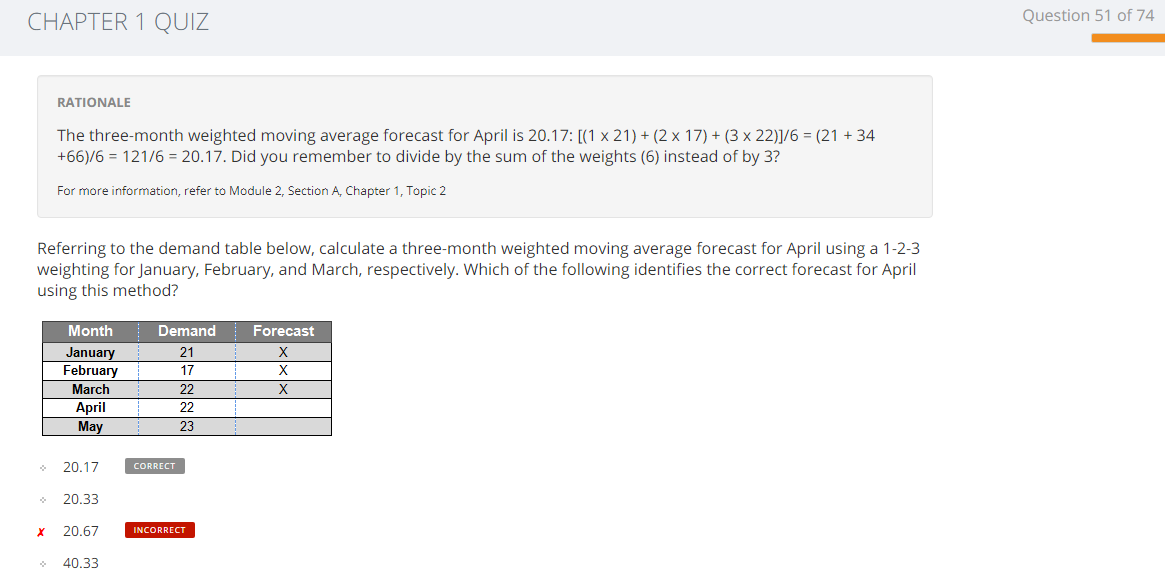 CHAPTER 1 QUIZ
Question 51 of 74
RATIONALE
The three-month weighted moving average forecast for April is 20.17: [(1 x 21) + (2 x 17) + (3 x 22)]/6 = (21 + 34
+66)/6 = 121/6 = 20.17. Did you remember to divide by the sum of the weights (6) instead of by 3?
For more information, refer to Module 2, Section A, Chapter 1, Topic 2
Referring to the demand table below, calculate a three-month weighted moving average forecast for April using a 1-2-3
weighting for January, February, and March, respectively. Which of the following identifies the correct forecast for April
using this method?
Month Demand Forecast
January 21 X
February 17 X
March 22 X
April 22
May 23
20.17 CORRECT
20.33
✗ 20.67 INCORRECT
40.33